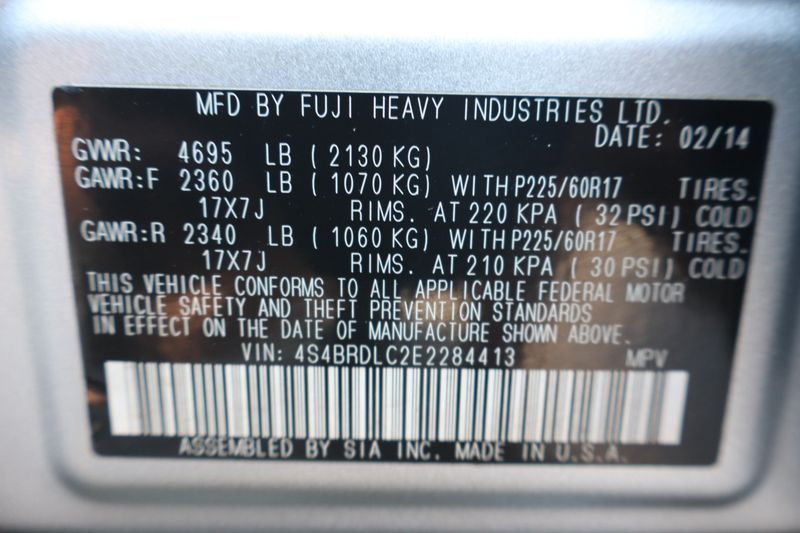 MFD BY FUJI HEAVY INDUSTRIES LTD.
DATE: 02/14
GVWR: 4695 LB ( 2130 KG)
GAWR:F 2360 LB ( 1070 KG) WITH P225/60R17 TIRES.
17X7J RIMS. AT 220 KPA ( 32 PSI) COLD
GAWR:R 2340 LB ( 1060 KG) WITH P225/60R17 TIRES.
17X7J RIMS. AT 210 KPA ( 30 PSI) COLD
THIS VEHICLE CONFORMS TO ALL APPLICABLE FEDERAL MOTOR
VEHICLE SAFETY AND THEFT PREVENTION STANDARDS
IN EFFECT ON THE DATE OF MANUFACTURE SHOWN ABOVE.
VIN: 4S4BRDLC2E2284413 MPV
ASSEMBLED BY SIA INC. MADE IN U.S.A.